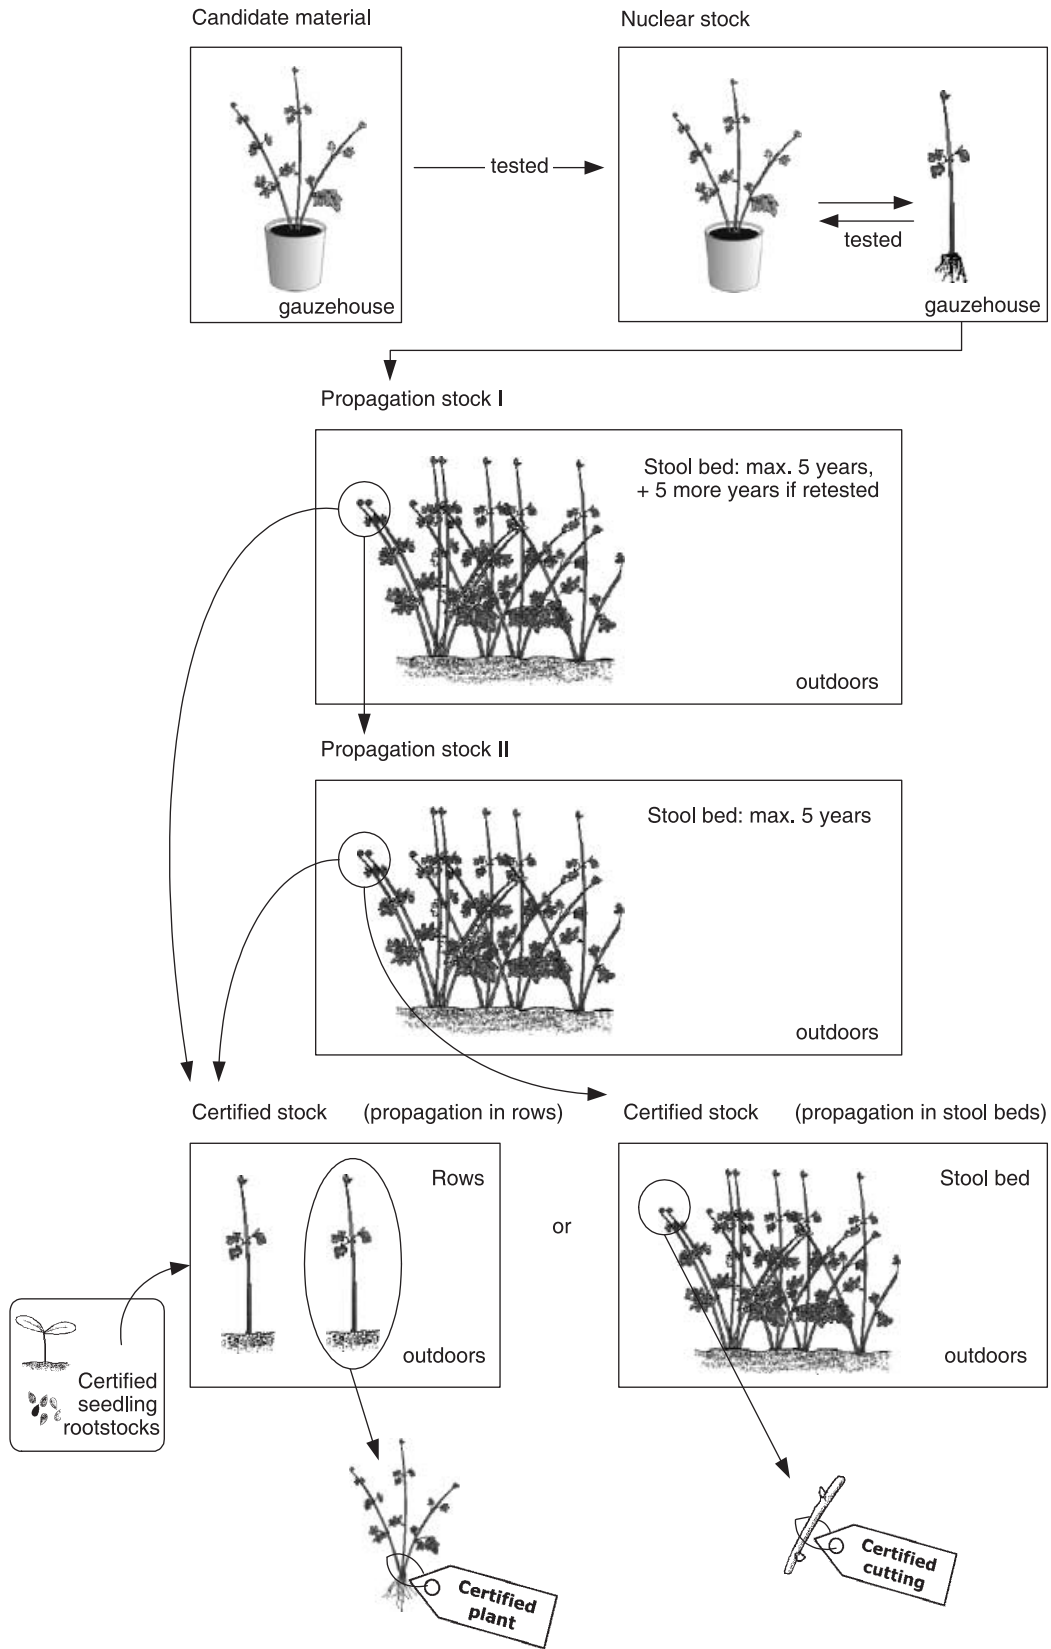 Candidate material
Nuclear stock
tested
tested
gauzehouse
gauzehouse
Propagation stock I
Stool bed: max. 5 years,
+ 5 more years if retested
outdoors
Propagation stock II
Stool bed: max. 5 years
outdoors
Certified stock (propagation in rows)
Certified stock (propagation in stool beds)
Rows
Stool bed
or
outdoors
outdoors
Certified
seedling
rootstocks
Certified
plant
Certified
cutting